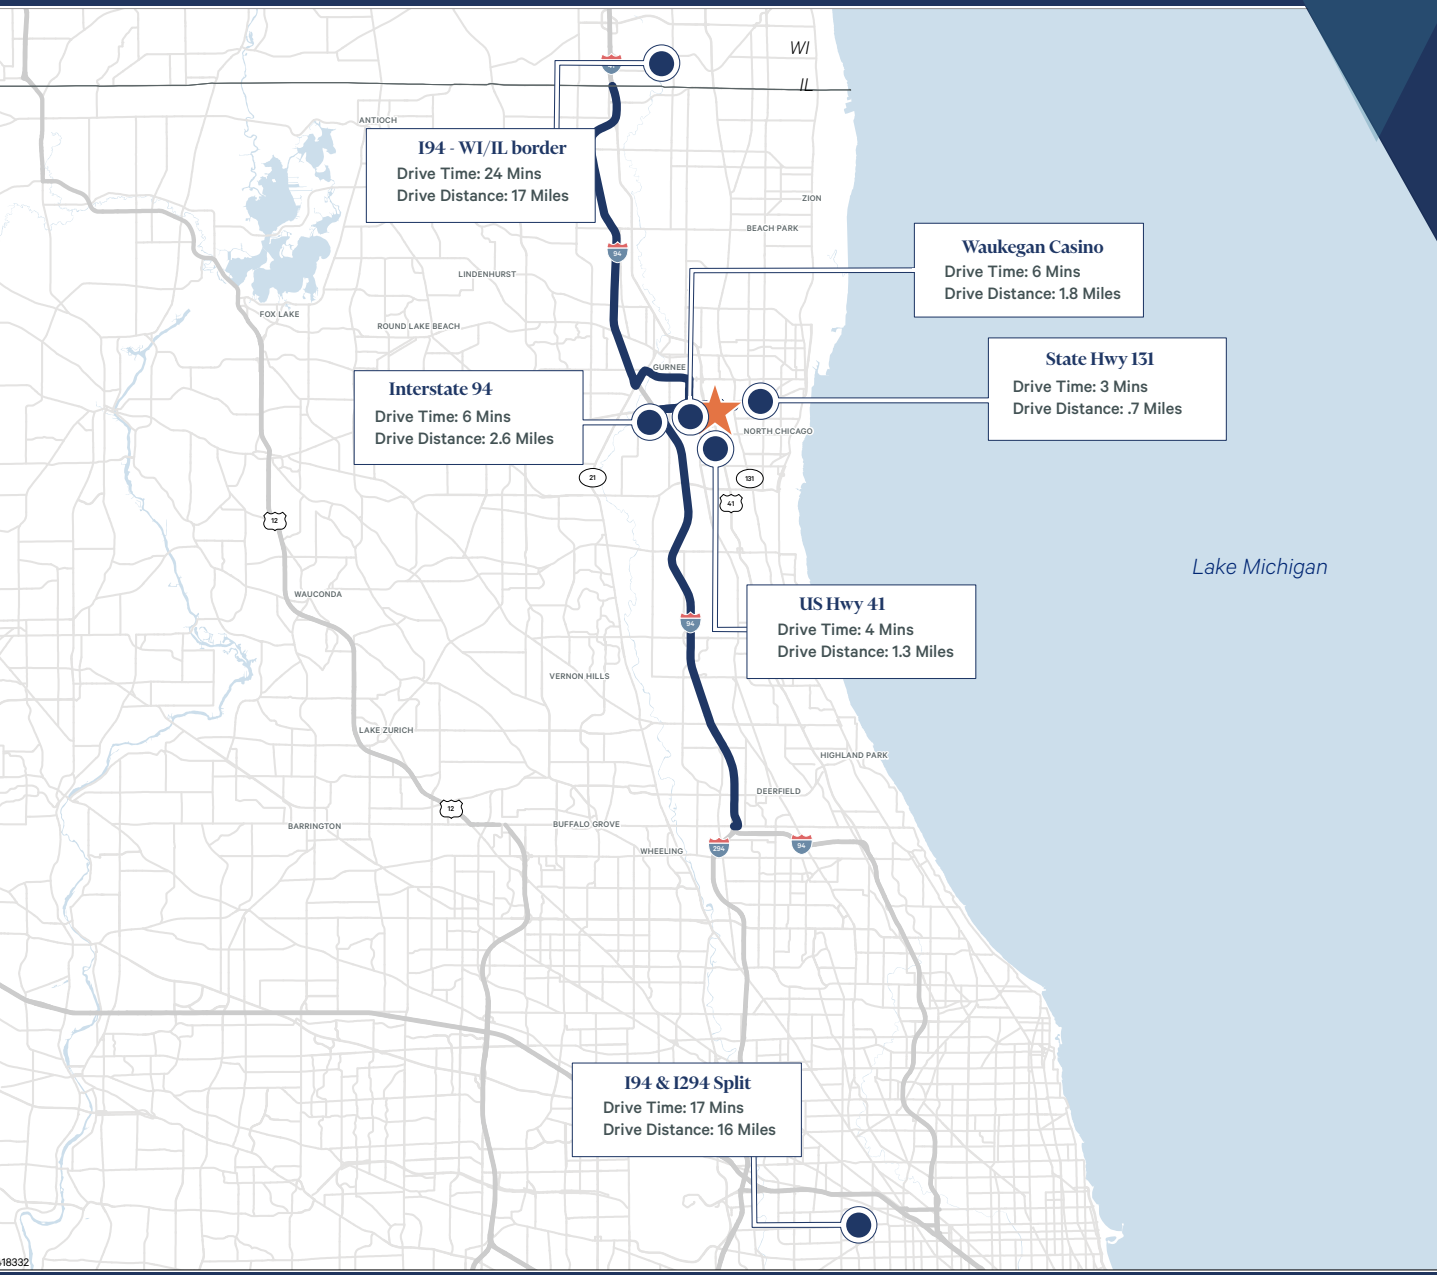 WI
IL
ANTIOCH
I94 - WI/IL border
Drive Time: 24 Mins
Drive Distance: 17 Miles
ZION
BEACH PARK
Waukegan Casino
Drive Time: 6 Mins
Drive Distance: 1.8 Miles
94
LINDENHURST
FOX LAKE
ROUND LAKE BEACH
State Hwy 131
Drive Time: 3 Mins
Drive Distance: .7 Miles
GURNEE
Interstate 94
Drive Time: 6 Mins
Drive Distance: 2.6 Miles
NORTH CHICAGO
21
131
41
12
Lake Michigan
WAUCONDA
US Hwy 41
Drive Time: 4 Mins
Drive Distance: 1.3 Miles
94
VERNON HILLS
LAKE ZURICH
HIGHLAND PARK
DEERFIELD
12
BARRINGTON
BUFFALO GROVE
WHEELING
294
94
I94 & I294 Split
Drive Time: 17 Mins
Drive Distance: 16 Miles
18332